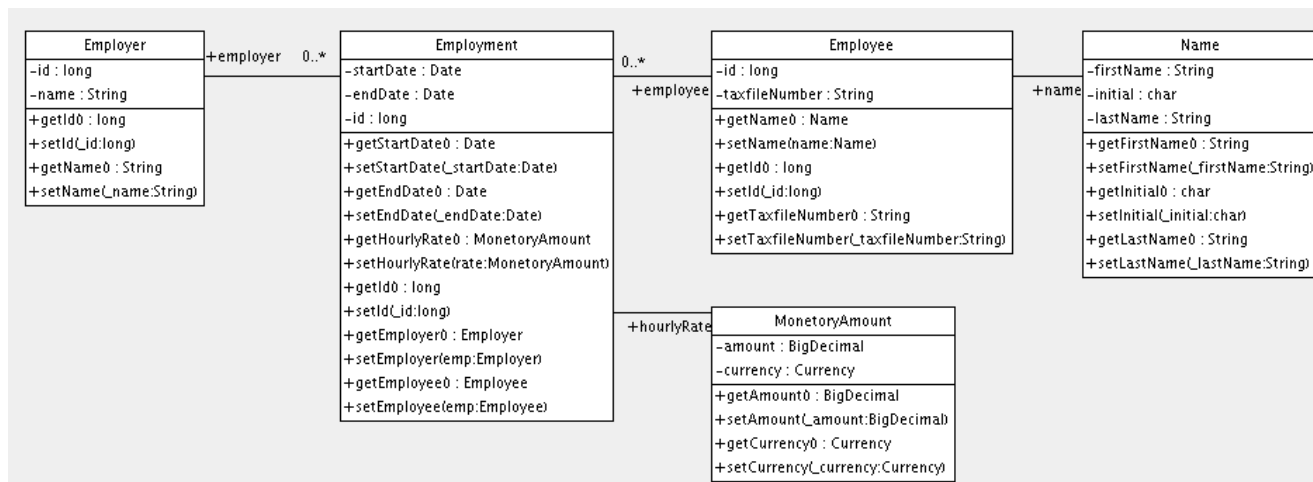 Employer
-id : long
-name : String
+getId() : long
+setId(_id:long)
+getName() : String
+setName(_name:String)
+employer
0..*
Employment
-startDate : Date
-endDate : Date
-id : long
+getStartDate() : Date
+setStartDate(_startDate:Date)
+getEndDate() : Date
+setEndDate(_endDate:Date)
+getHourlyRate() : MonetoryAmount
+setHourlyRate(rate:MonetoryAmount)
+getId() : long
+setId(_id:long)
+getEmployer() : Employer
+setEmployer(emp:Employer)
+getEmployee() : Employee
+setEmployee(emp:Employee)
0..*
+employee
Employee
-id : long
-taxfileNumber : String
+getName() : Name
+setName(name:Name)
+getId() : long
+setId(_id:long)
+getTaxfileNumber() : String
+setTaxfileNumber(_taxfileNumber:String)
+name
Name
-firstName : String
-initial : char
-lastName : String
+getFirstName() : String
+setFirstName(_firstName:String)
+getInitial() : char
+setInitial(_initial:char)
+getLastName() : String
+setLastName(_lastName:String)
+hourlyRate
MonetoryAmount
-amount : BigDecimal
-currency : Currency
+getAmount() : BigDecimal
+setAmount(_amount:BigDecimal)
+getCurrency() : Currency
+setCurrency(_currency:Currency)